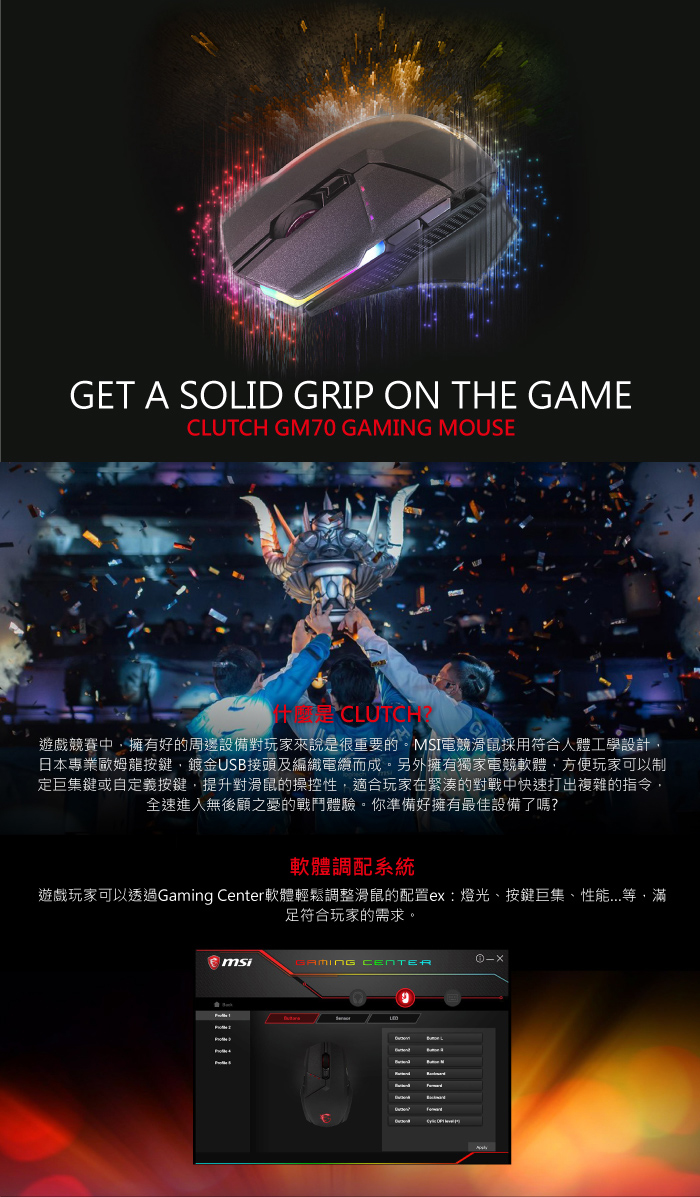 GET A SOLID GRIP ON THE GAME
CLUTCH GM70 GAMING MOUSE
什麼是 CLUTCH?
遊戲競賽中，擁有好的周邊設備對玩家來說是很重要的。MSI電競滑鼠採用符合人體工學設計，
日本專業歐姆龍按鍵，鍍金USB接頭及編織電纜而成。另外擁有獨家電競軟體，方便玩家可以制
定巨集鍵或自定義按鍵，提升對滑鼠的操控性，適合玩家在緊湊的對戰中快速打出複雜的指令，
全速進入無後顧之憂的戰鬥體驗。你準備好擁有最佳設備了嗎?
軟體調配系統
遊戲玩家可以透過Gaming Center軟體輕鬆調整滑鼠的配置ex：燈光、按鍵巨集、性能...等，滿
足符合玩家的需求。
msi GAMING CENTER
Back
Profile 1
Profile 2
Profile 3
Profile 4
Profile 5
Buttons Sensor LED
Button1 Button L
Button2 Button R
Button3 Button M
Button4 Backward
Button5 Forward
Button6 Backward
Button7 Forward
Button8 Cylic DPI level (+)
Apply